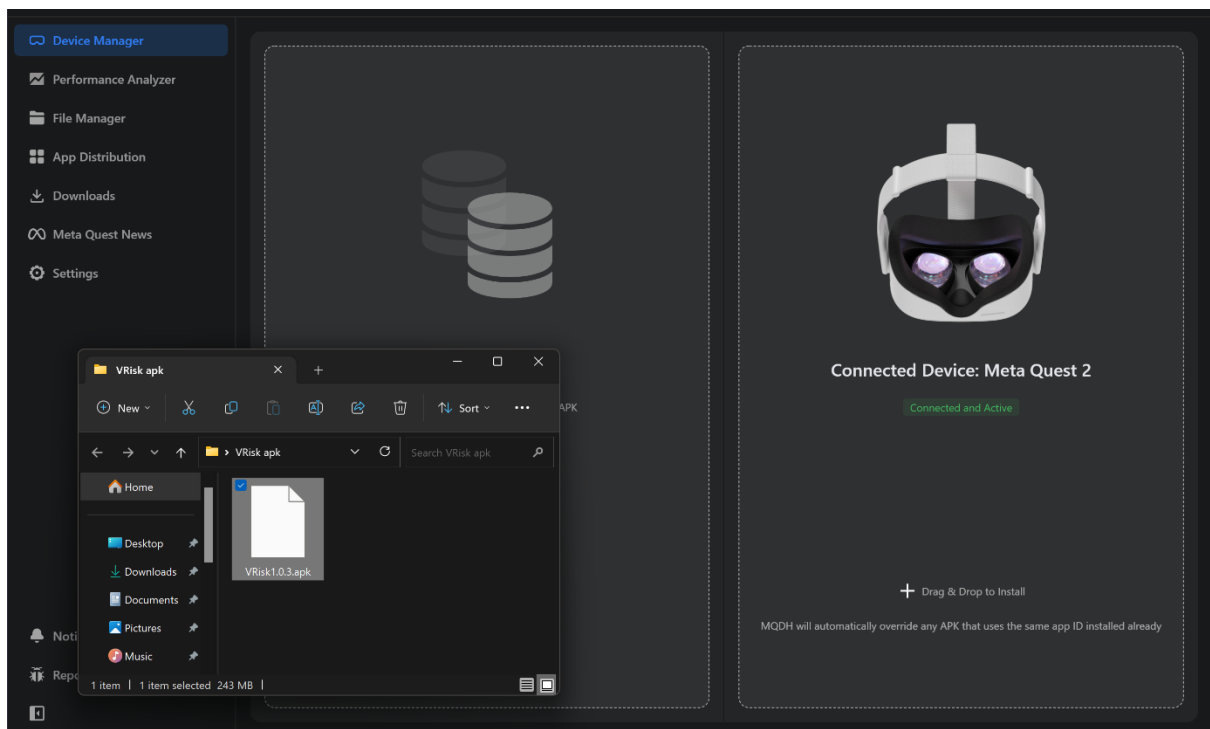 Device Manager
Performance Analyzer
File Manager
App Distribution
Downloads
Meta Quest News
Settings
Noti
Repo
APK
Connected Device: Meta Quest 2
Connected and Active
Drag & Drop to Install
MQDH will automatically override any APK that uses the same app ID installed already
VRisk apk
New
Sort
VRisk apk
Search VRisk apk
Home
Desktop
Downloads
Documents
Pictures
Music
VRisk1.0.3.apk
1 item | 1 item selected 243 MB |